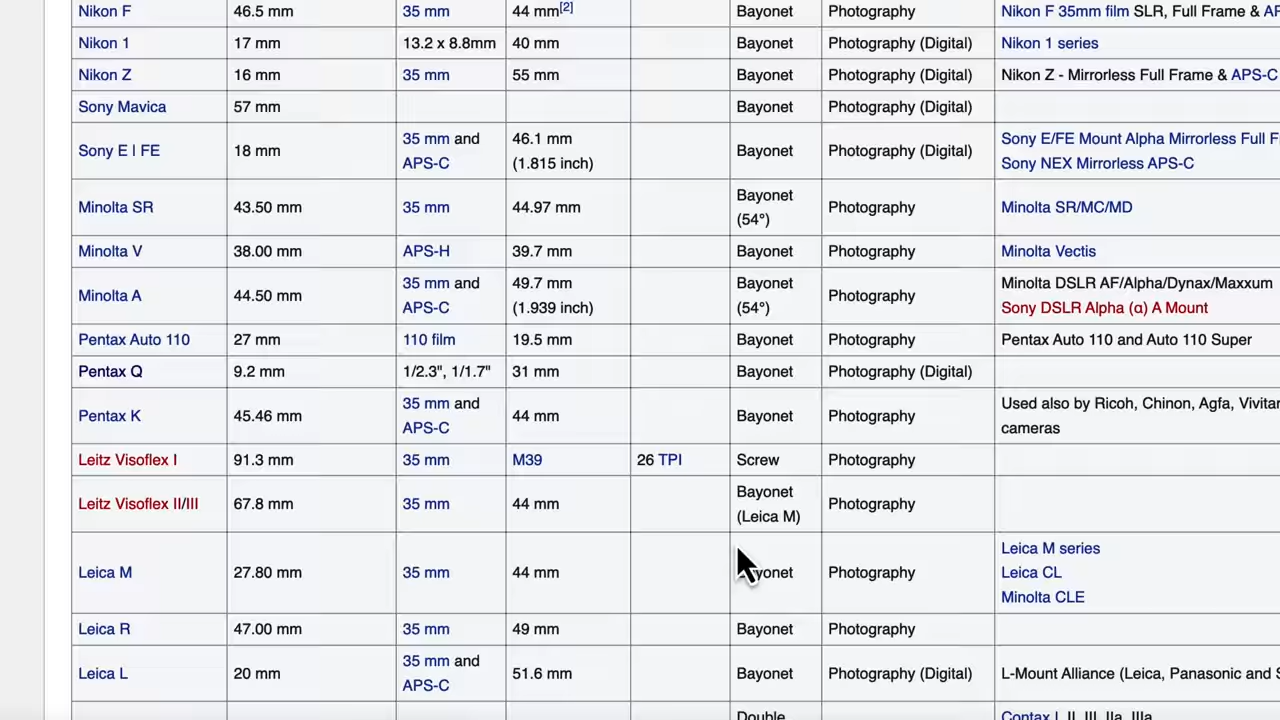 Nikon F 46.5 mm 35 mm 44 mm[2] Bayonet Photography Nikon F 35mm film SLR, Full Frame &
Nikon 1 17 mm 13.2 x 8.8mm 40 mm Bayonet Photography (Digital) Nikon 1 series
Nikon Z 16 mm 35 mm 55 mm Bayonet Photography (Digital) Nikon Z - Mirrorless Full Frame & APS-C
Sony Mavica 57 mm Bayonet Photography (Digital)
Sony E | FE 18 mm 35 mm and APS-C 46.1 mm (1.815 inch) Bayonet Photography (Digital) Sony E/FE Mount Alpha Mirrorless Full
Sony NEX Mirrorless APS-C
Minolta SR 43.50 mm 35 mm 44.97 mm Bayonet (54°) Photography Minolta SR/MC/MD
Minolta V 38.00 mm APS-H 39.7 mm Bayonet Photography Minolta Vectis
Minolta A 44.50 mm 35 mm and APS-C 49.7 mm (1.939 inch) Bayonet (54°) Photography Minolta DSLR AF/Alpha/Dynax/Maxxum
Sony DSLR Alpha (α) A Mount
Pentax Auto 110 27 mm 110 film 19.5 mm Bayonet Photography Pentax Auto 110 and Auto 110 Super
Pentax Q 9.2 mm 1/2.3", 1/1.7" 31 mm Bayonet Photography (Digital)
Pentax K 45.46 mm 35 mm and APS-C 44 mm Bayonet Photography Used also by Ricoh, Chinon, Agfa,
cameras
Leitz Visoflex I 91.3 mm 35 mm M39 26 TPI Screw Photography
Leitz Visoflex II/III 67.8 mm 35 mm 44 mm Bayonet (Leica M) Photography
Leica M 27.80 mm 35 mm 44 mm Bayonet Photography Leica M series
Leica CL
Minolta CLE
Leica R 47.00 mm 35 mm 49 mm Bayonet Photography
Leica L 20 mm 35 mm and APS-C 51.6 mm Bayonet Photography (Digital) L-Mount Alliance (Leica, Panasonic and
Double Contax I, II, III, IIa, IIIa